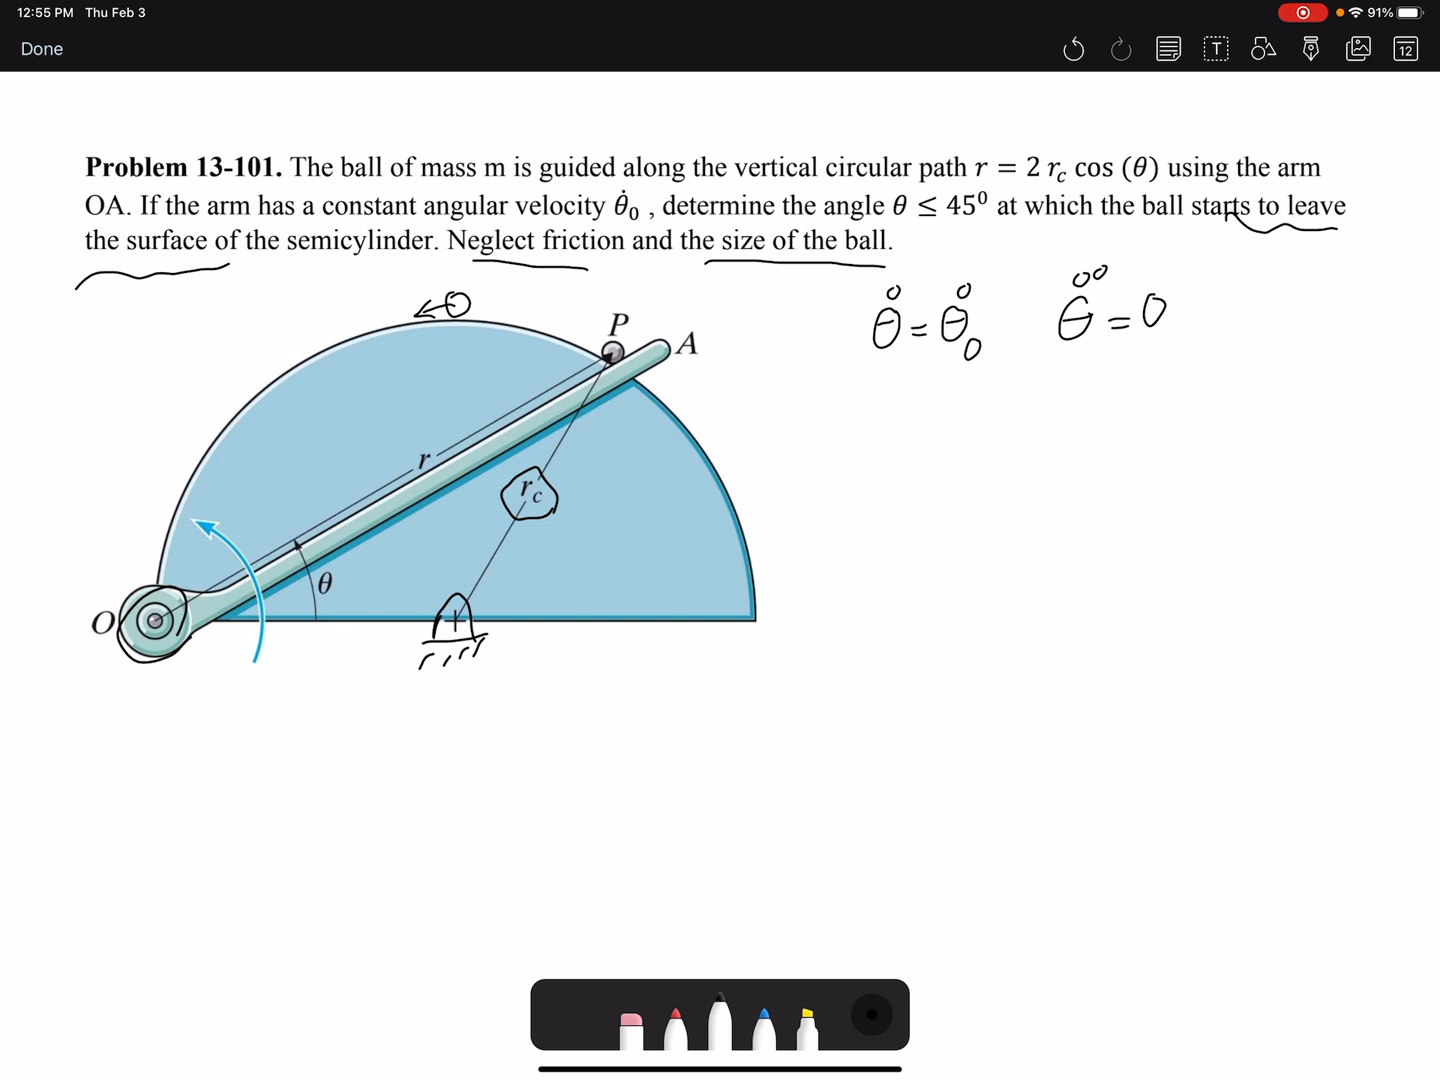 12:55 PM Thu Feb 3 91%
Done T 12
Problem 13-101. The ball of mass m is guided along the vertical circular path r = 2 r_c cos (θ) using the arm
OA. If the arm has a constant angular velocity θ̇₀ , determine the angle θ ≤ 45⁰ at which the ball starts to leave
the surface of the semicylinder. Neglect friction and the size of the ball.
θ̇ = θ̇₀ θ̈ = 0
P
A
r
r_c
θ
O